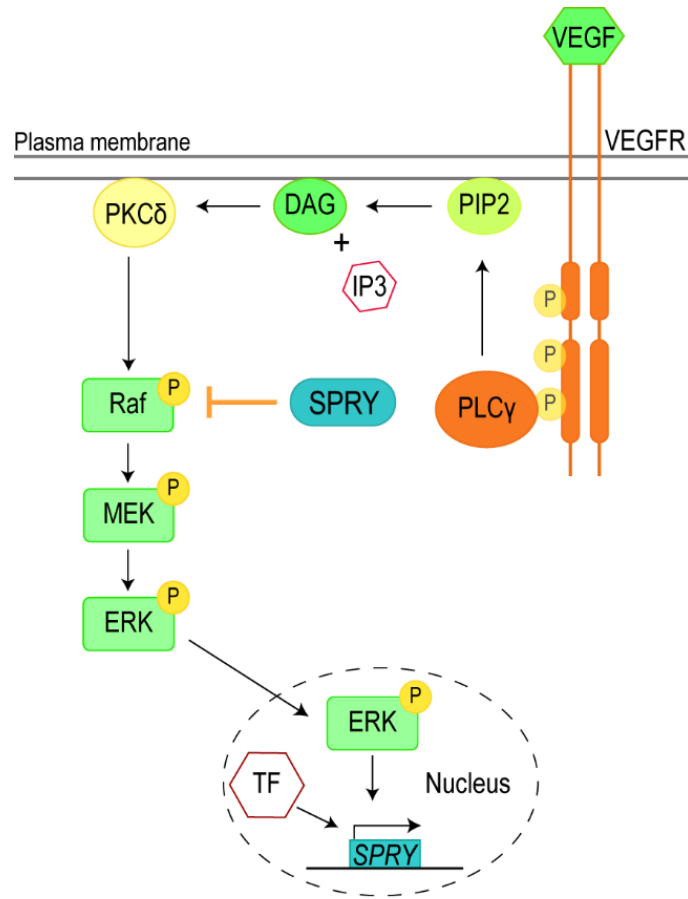 VEGF
Plasma membrane
VEGFR
PKCδ
DAG
PIP2
+
IP3
P
P
P
P
Raf
SPRY
PLCγ
P
MEK
P
ERK
P
ERK
TF
Nucleus
SPRY